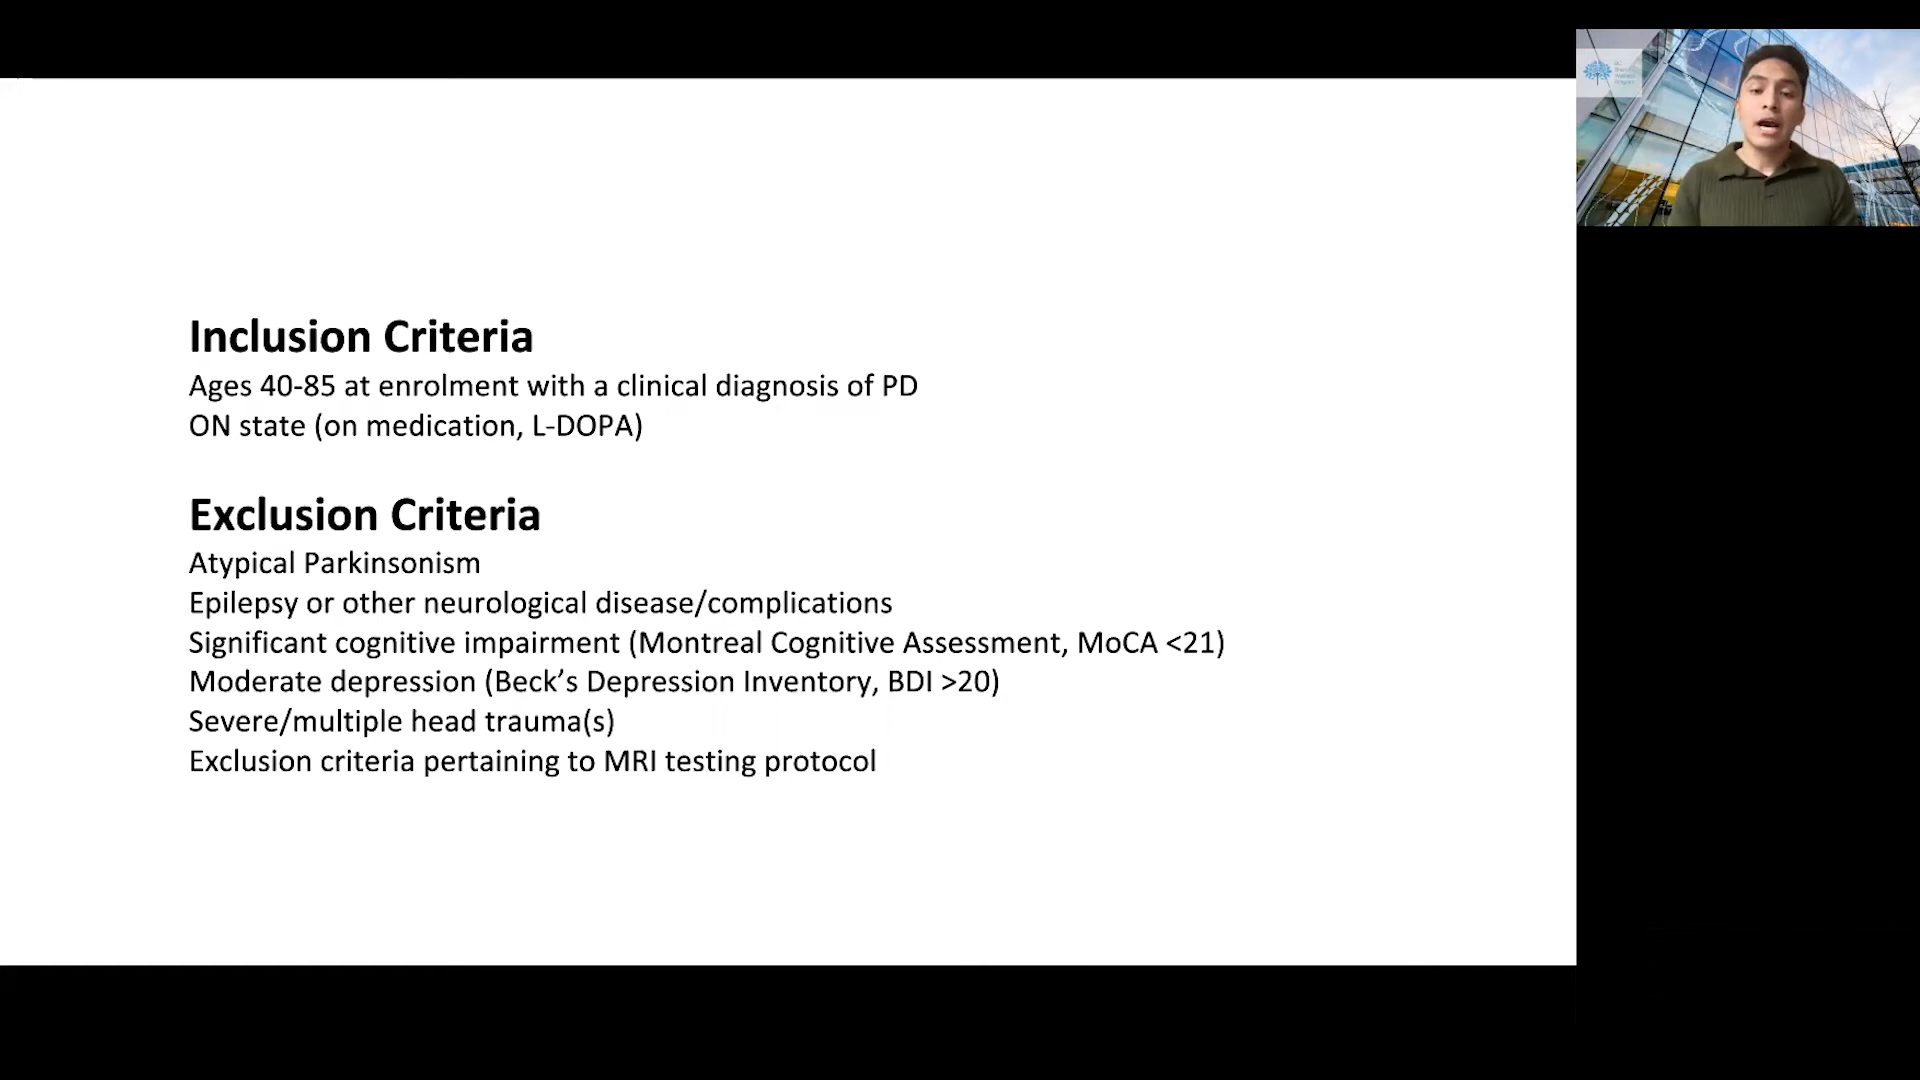 Inclusion Criteria
Ages 40-85 at enrolment with a clinical diagnosis of PD
ON state (on medication, L-DOPA)
Exclusion Criteria
Atypical Parkinsonism
Epilepsy or other neurological disease/complications
Significant cognitive impairment (Montreal Cognitive Assessment, MoCA <21)
Moderate depression (Beck’s Depression Inventory, BDI >20)
Severe/multiple head trauma(s)
Exclusion criteria pertaining to MRI testing protocol